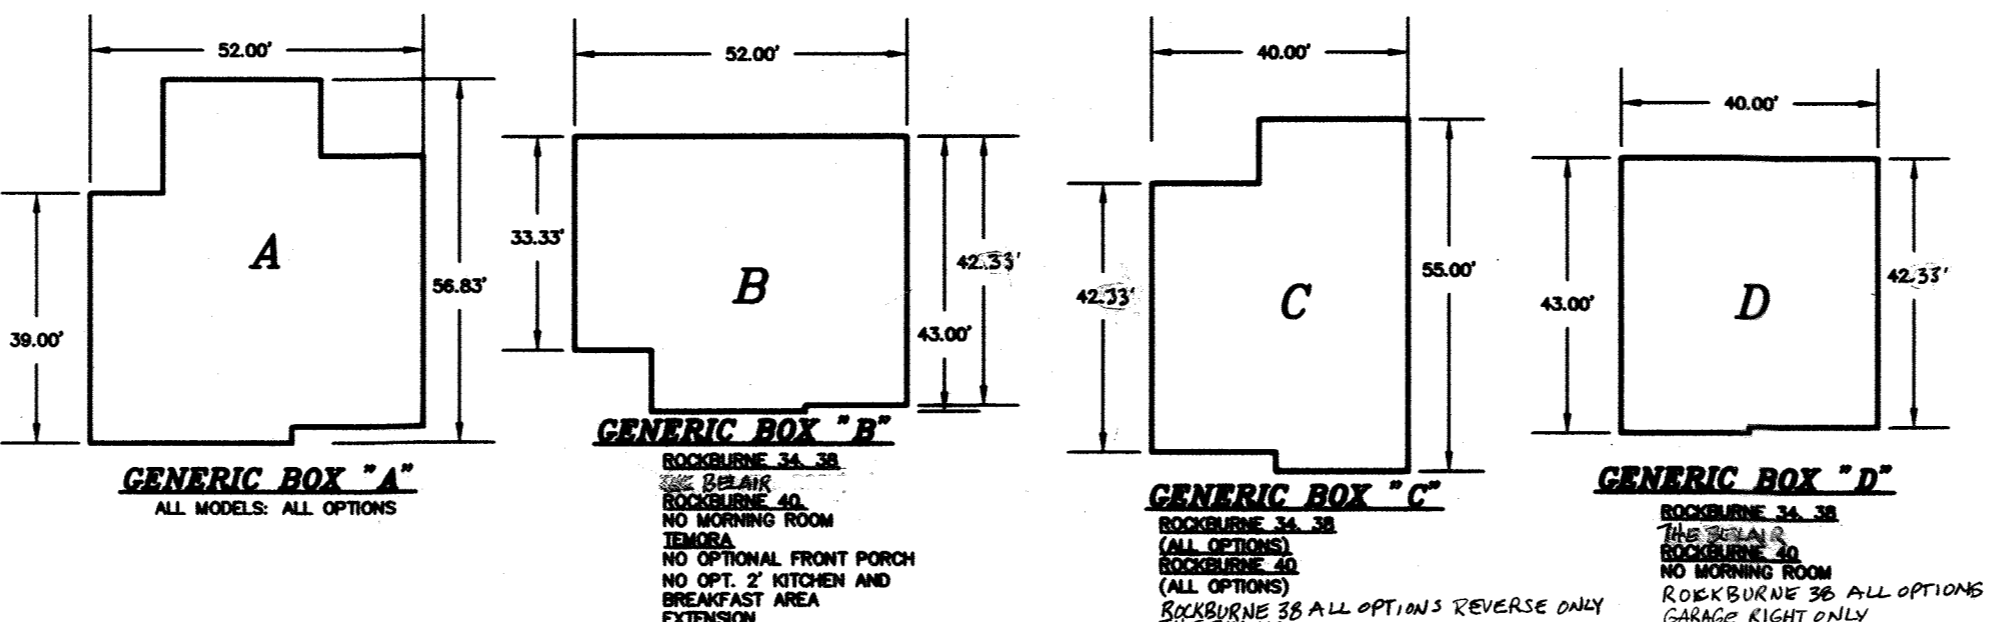 52.00'
39.00'
A
56.83'
GENERIC BOX "A"
ALL MODELS: ALL OPTIONS
52.00'
33.33'
B
42.33'
43.00'
GENERIC BOX "B"
ROCKBURNE 34, 38
BELAIR
ROCKBURNE 40
NO MORNING ROOM
TEMORA
NO OPTIONAL FRONT PORCH
NO OPT. 2' KITCHEN AND
BREAKFAST AREA
EXTENSION
40.00'
42.33'
C
55.00'
GENERIC BOX "C"
ROCKBURNE 34, 38
(ALL OPTIONS)
ROCKBURNE 40
(ALL OPTIONS)
ROCKBURNE 38 ALL OPTIONS REVERSE ONLY
40.00'
43.00'
D
42.33'
GENERIC BOX "D"
ROCKBURNE 34, 38
THE BELAIR
ROCKBURNE 40
NO MORNING ROOM
ROCKBURNE 38 ALL OPTIONS
GARAGE RIGHT ONLY